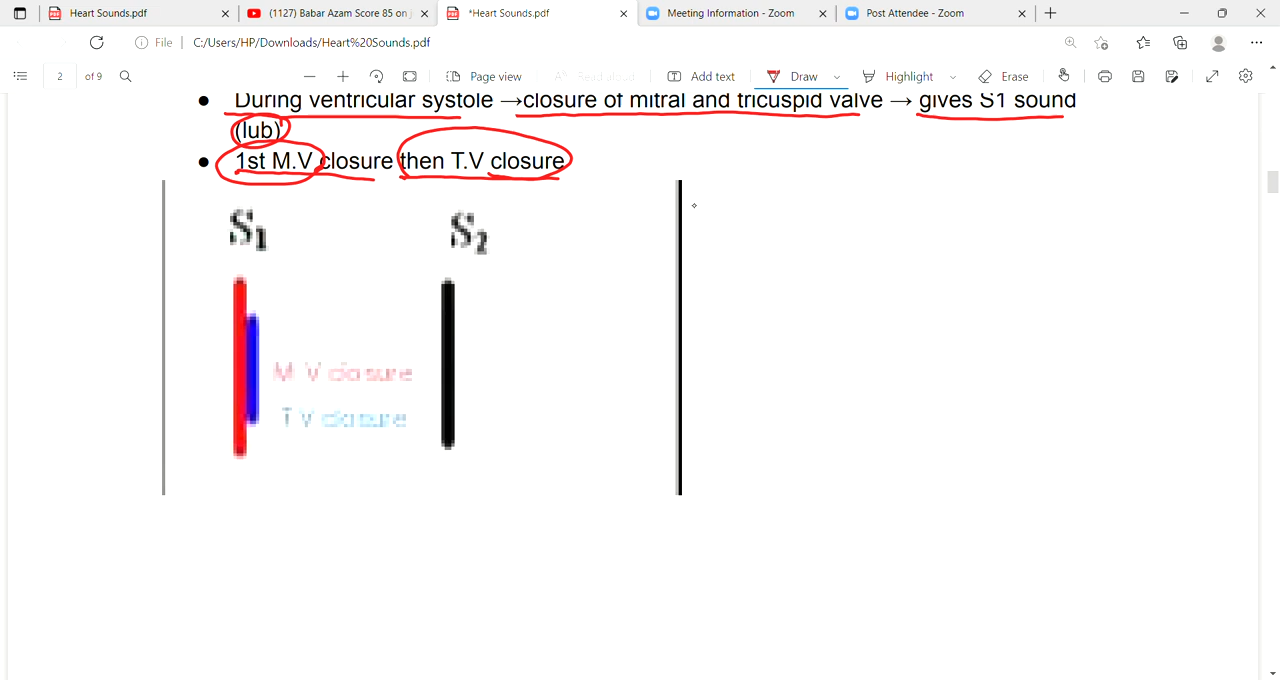 Heart Sounds.pdf
(1127) Babar Azam Score 85 on
*Heart Sounds.pdf
Meeting Information - Zoom
Post Attendee - Zoom
File | C:/Users/HP/Downloads/Heart%20Sounds.pdf
2 of 9
Page view
Read aloud
Add text
Draw
Highlight
Erase
● During ventricular systole →closure of mitral and tricuspid valve → gives S1 sound
(lub)
● 1st M.V closure then T.V closure
S1 S2
M V closure
T V closure